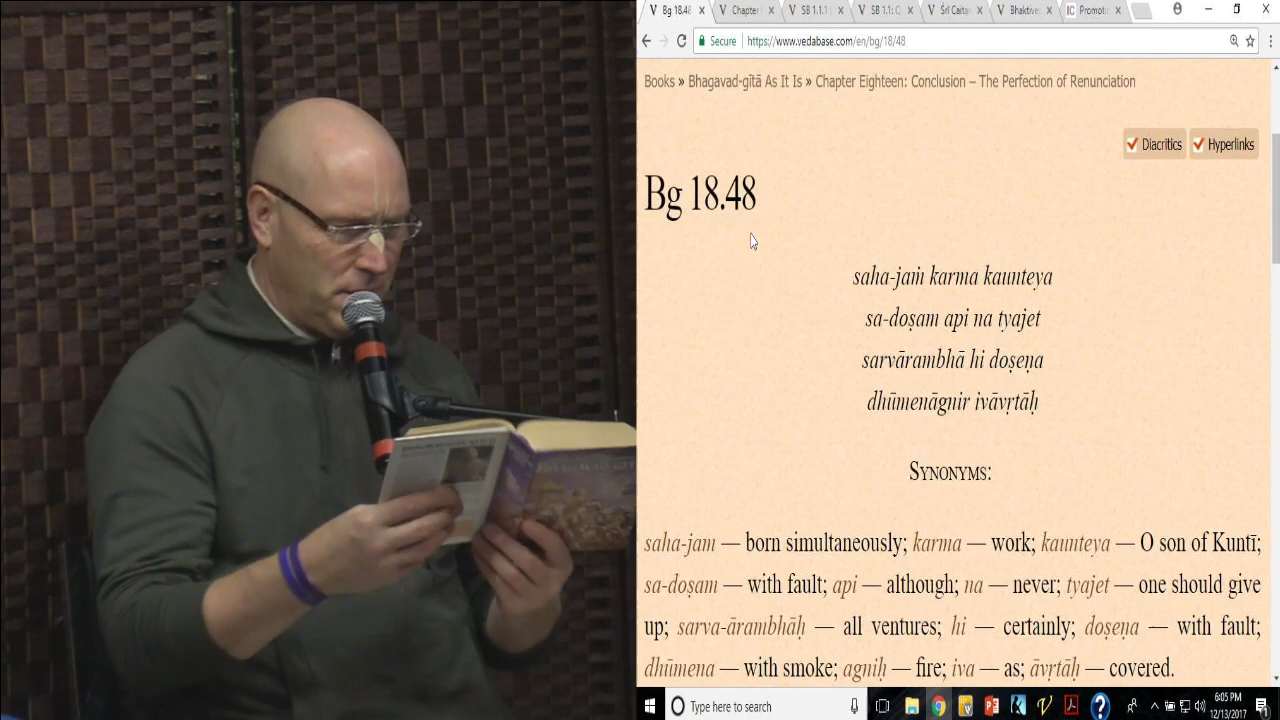 Bg 18.48
Chapter
SB 1.1.1
SB 1.1: Q
Śrī Caita
Bhaktive
Promoti
Secure
https://www.vedabase.com/en/bg/18/48
Books » Bhagavad-gītā As It Is » Chapter Eighteen: Conclusion – The Perfection of Renunciation
Diacritics Hyperlinks
Bg 18.48
saha-jaṁ karma kaunteya
sa-doṣam api na tyajet
sarvārambhā hi doṣeṇa
dhūmenāgnir ivāvṛtāḥ
Synonyms:
saha-jam — born simultaneously; karma — work; kaunteya — O son of Kuntī;
sa-doṣam — with fault; api — although; na — never; tyajet — one should give
up; sarva-ārambhāḥ — all ventures; hi — certainly; doṣeṇa — with fault;
dhūmena — with smoke; agniḥ — fire; iva — as; āvṛtāḥ — covered.
Type here to search
6:05 PM
12/13/2017